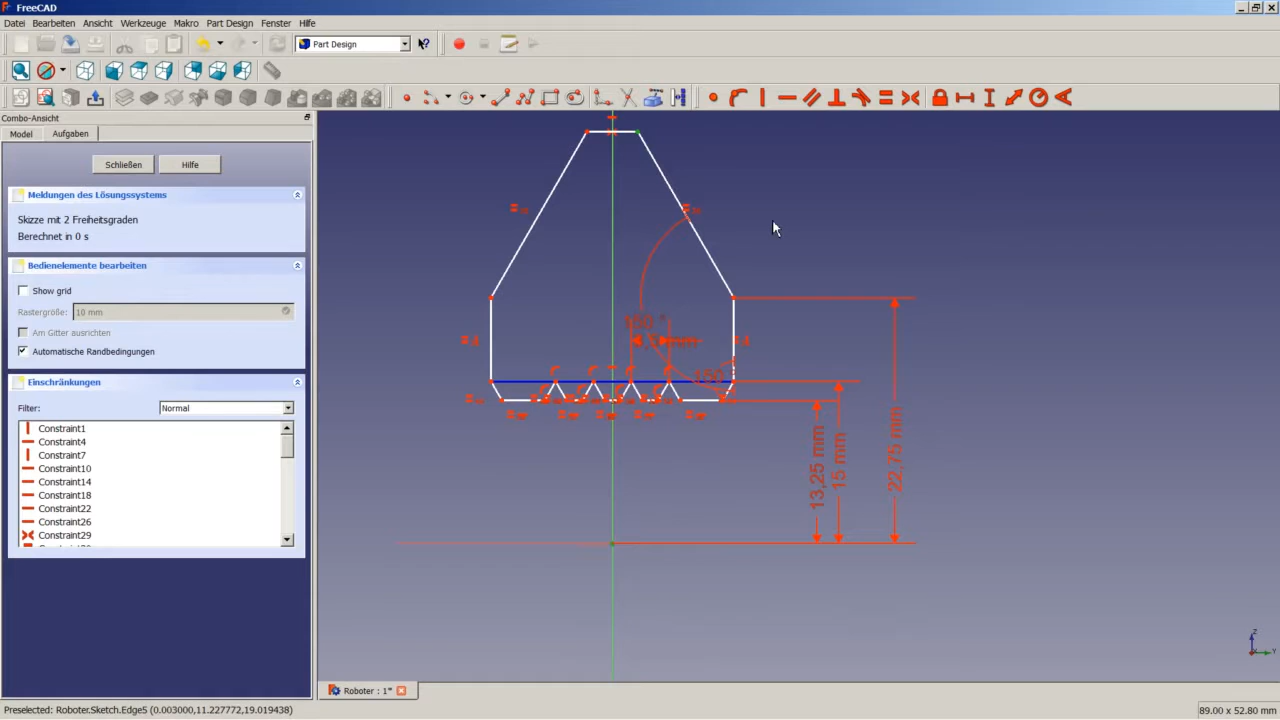 FreeCAD
Datei Bearbeiten Ansicht Werkzeuge Makro Part Design Fenster Hilfe
Part Design
Combo-Ansicht
Model Aufgaben
Schließen Hilfe
Meldungen des Lösungssystems
Skizze mit 2 Freiheitsgraden
Berechnet in 0 s
Bedienelemente bearbeiten
Show grid
Rastergröße: 10 mm
Am Gitter ausrichten
Automatische Randbedingungen
Einschränkungen
Filter: Normal
Constraint1
Constraint4
Constraint7
Constraint10
Constraint14
Constraint18
Constraint22
Constraint26
Constraint29
150 °
150
13,25 mm
15 mm
22,75 mm
Z
Y
Roboter : 1*
Preselected: Roboter.Sketch.Edge5 (0.003000,11.227772,19.019438)
89.00 x 52.80 mm